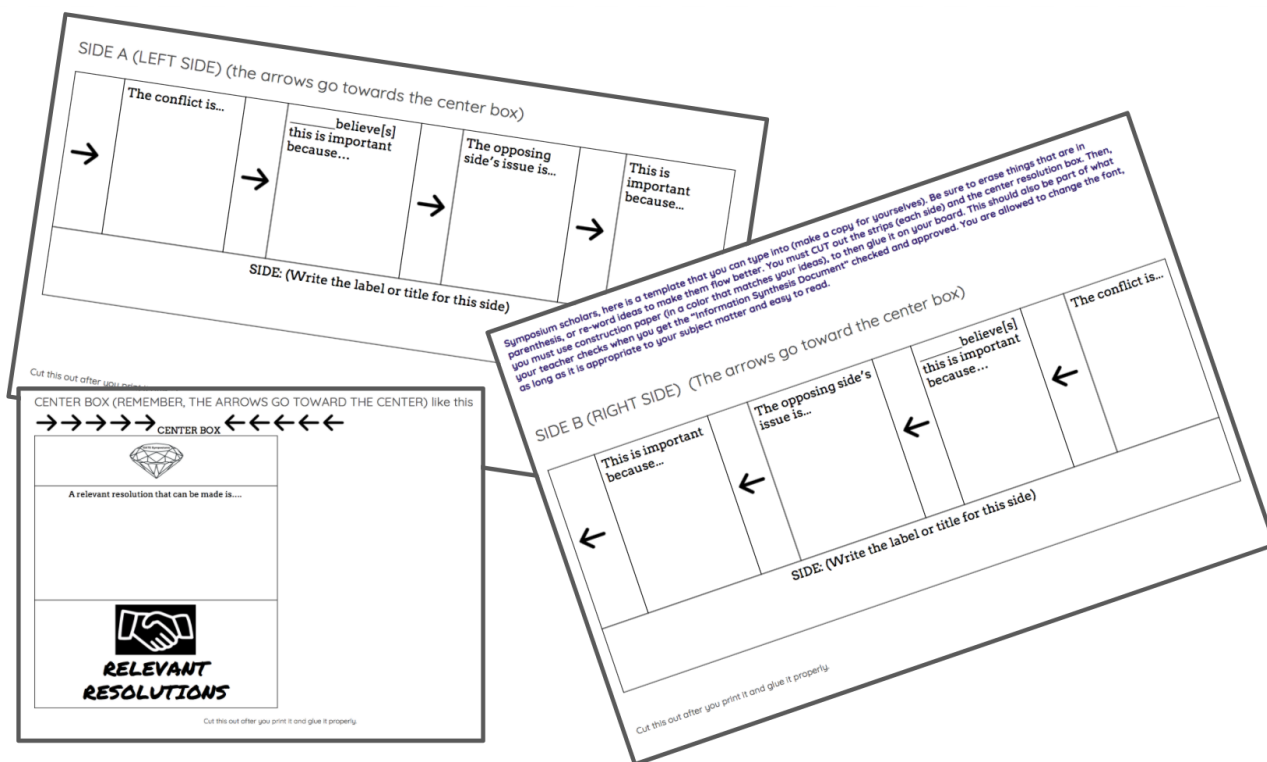 SIDE A (LEFT SIDE) (the arrows go towards the center box)
The conflict is...
______believe[s]
this is important
because…
The opposing
side's issue is...
This is
important
because...
SIDE: (Write the label or title for this side)
Cut this out after you print
CENTER BOX (REMEMBER, THE ARROWS GO TOWARD THE CENTER) like this
→→→→→ CENTER BOX ←←←←←
A relevant resolution that can be made is....
RELEVANT
RESOLUTIONS
Cut this out after you print it and glue it properly.
Symposium scholars, here is a template that you can type into (make a copy for yourselves). Be sure to erase things that are in
parenthesis, or re-word ideas to make them flow better. You must CUT out the strips (each side) and the center resolution box. Then,
you must use construction paper (in a color that matches your ideas), to then glue it on your board. This should also be part of what
your teacher checks when you get the "Information Synthesis Document" checked and approved. You are allowed to change the font,
as long as it is appropriate to your subject matter and easy to read.
SIDE B (RIGHT SIDE) (The arrows go toward the center box)
This is important
because...
The opposing side's
issue is...
______believe[s]
this is important
because...
The conflict is...
SIDE: (Write the label or title for this side)
Cut this out after you print it and glue it properly.